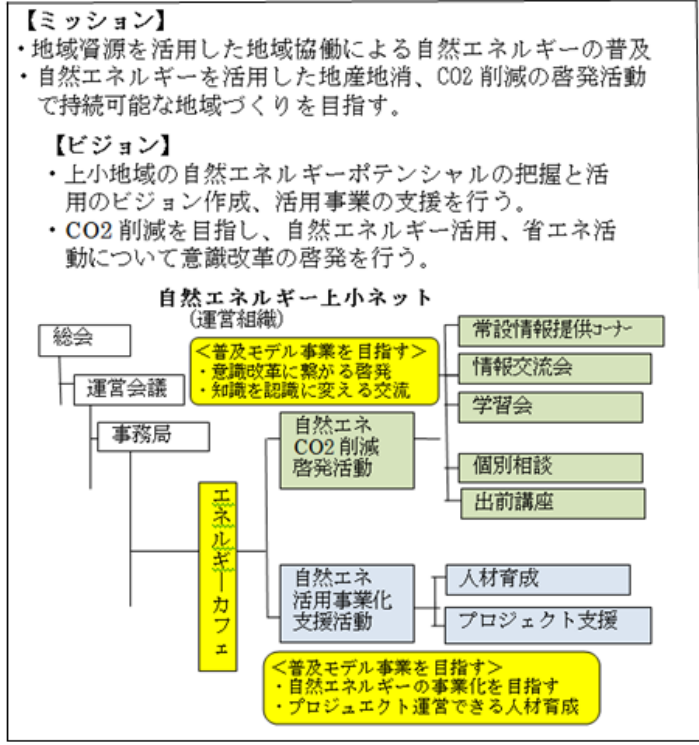 【ミッション】
・地域資源を活用した地域協働による自然エネルギーの普及
・自然エネルギーを活用した地産地消、CO2 削減の啓発活動
で持続可能な地域づくりを目指す。
【ビジョン】
・上小地域の自然エネルギーポテンシャルの把握と活
用のビジョン作成、活用事業の支援を行う。
・CO2 削減を目指し、自然エネルギー活用、省エネ活
動について意識改革の啓発を行う。
自然エネルギー上小ネット
(運営組織)
総会
運営会議
事務局
<普及モデル事業を目指す>
・意識改革に繋がる啓発
・知識を認識に変える交流
エネルギーカフェ
自然エネ
CO2 削減
啓発活動
常設情報提供コーナー
情報交流会
学習会
個別相談
出前講座
自然エネ
活用事業化
支援活動
人材育成
プロジェクト支援
<普及モデル事業を目指す>
・自然エネルギーの事業化を目指す
・プロジュエクト運営できる人材育成